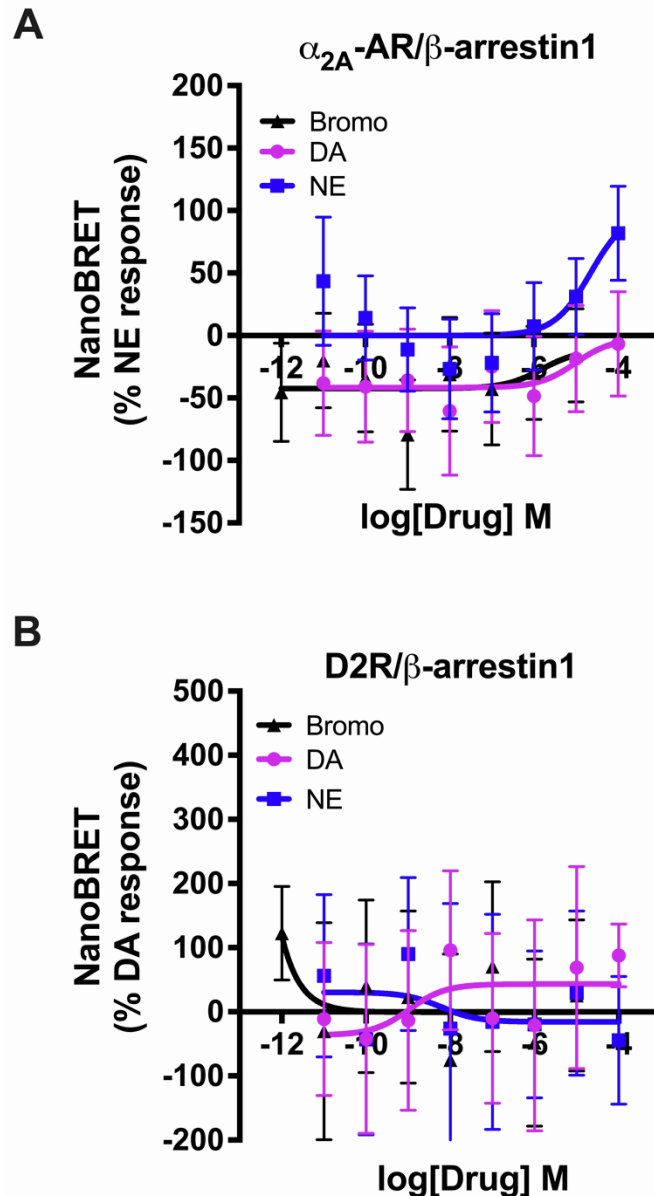 A
α2A-AR/β-arrestin1
NanoBRET
(% NE response)
200
150
100
50
0
-50
-100
-150
Bromo
DA
NE
-12
-10
-8
-6
-4
log[Drug] M
B
D2R/β-arrestin1
NanoBRET
(% DA response)
500
400
300
200
100
0
-100
-200
Bromo
DA
NE
-12
-10
-8
-6
-4
log[Drug] M